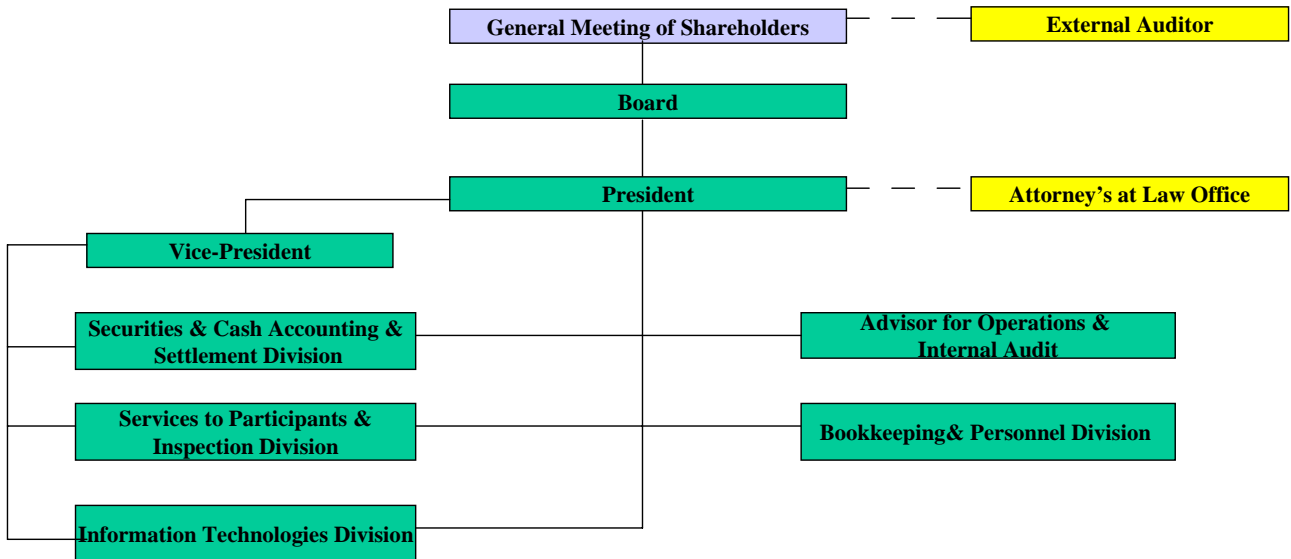 General Meeting of Shareholders
External Auditor
Board
President
Attorney's at Law Office
Vice-President
Securities & Cash Accounting &
Settlement Division
Advisor for Operations &
Internal Audit
Services to Participants &
Inspection Division
Bookkeeping& Personnel Division
Information Technologies Division